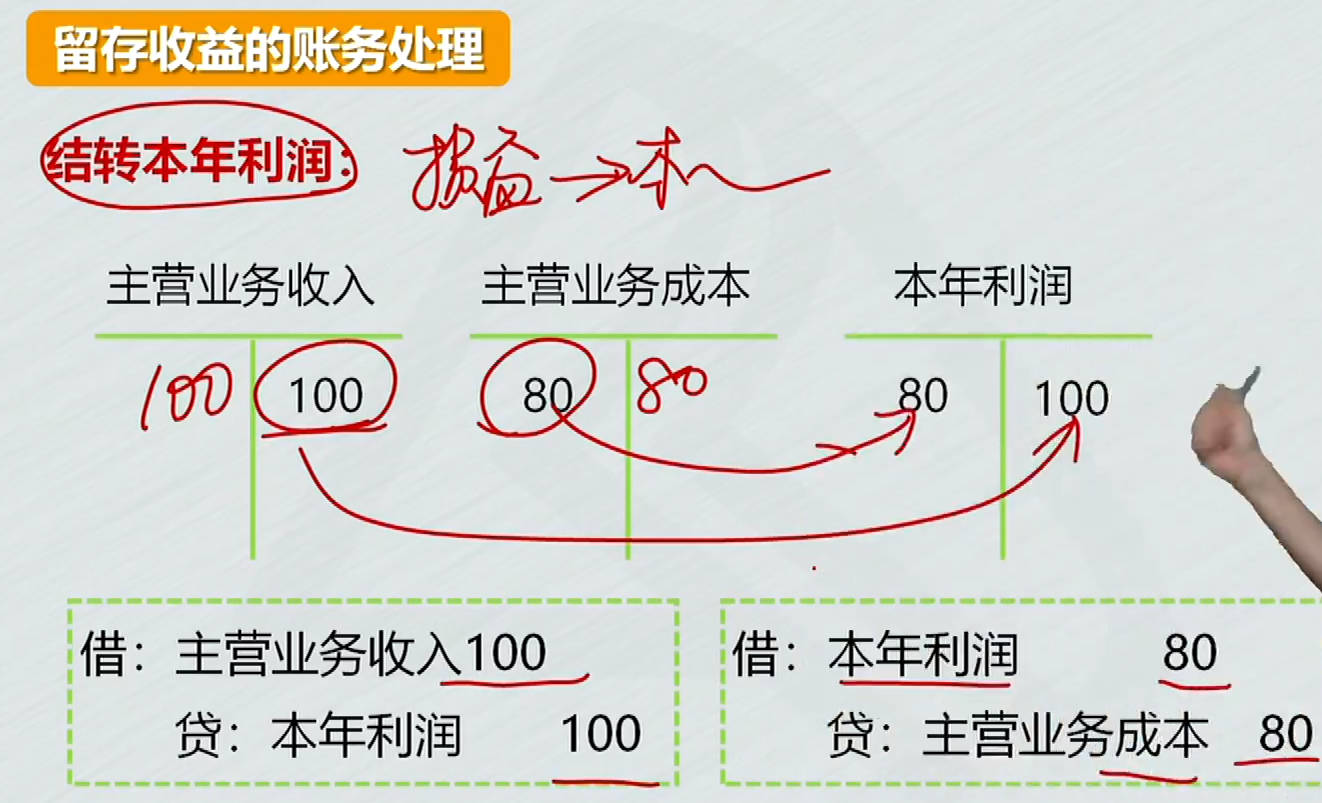 留存收益的账务处理
结转本年利润： 损益→本
主营业务收入 主营业务成本 本年利润
100 100 80 80 80 100
借：主营业务收入100 借：本年利润 80
贷：本年利润 100 贷：主营业务成本 80